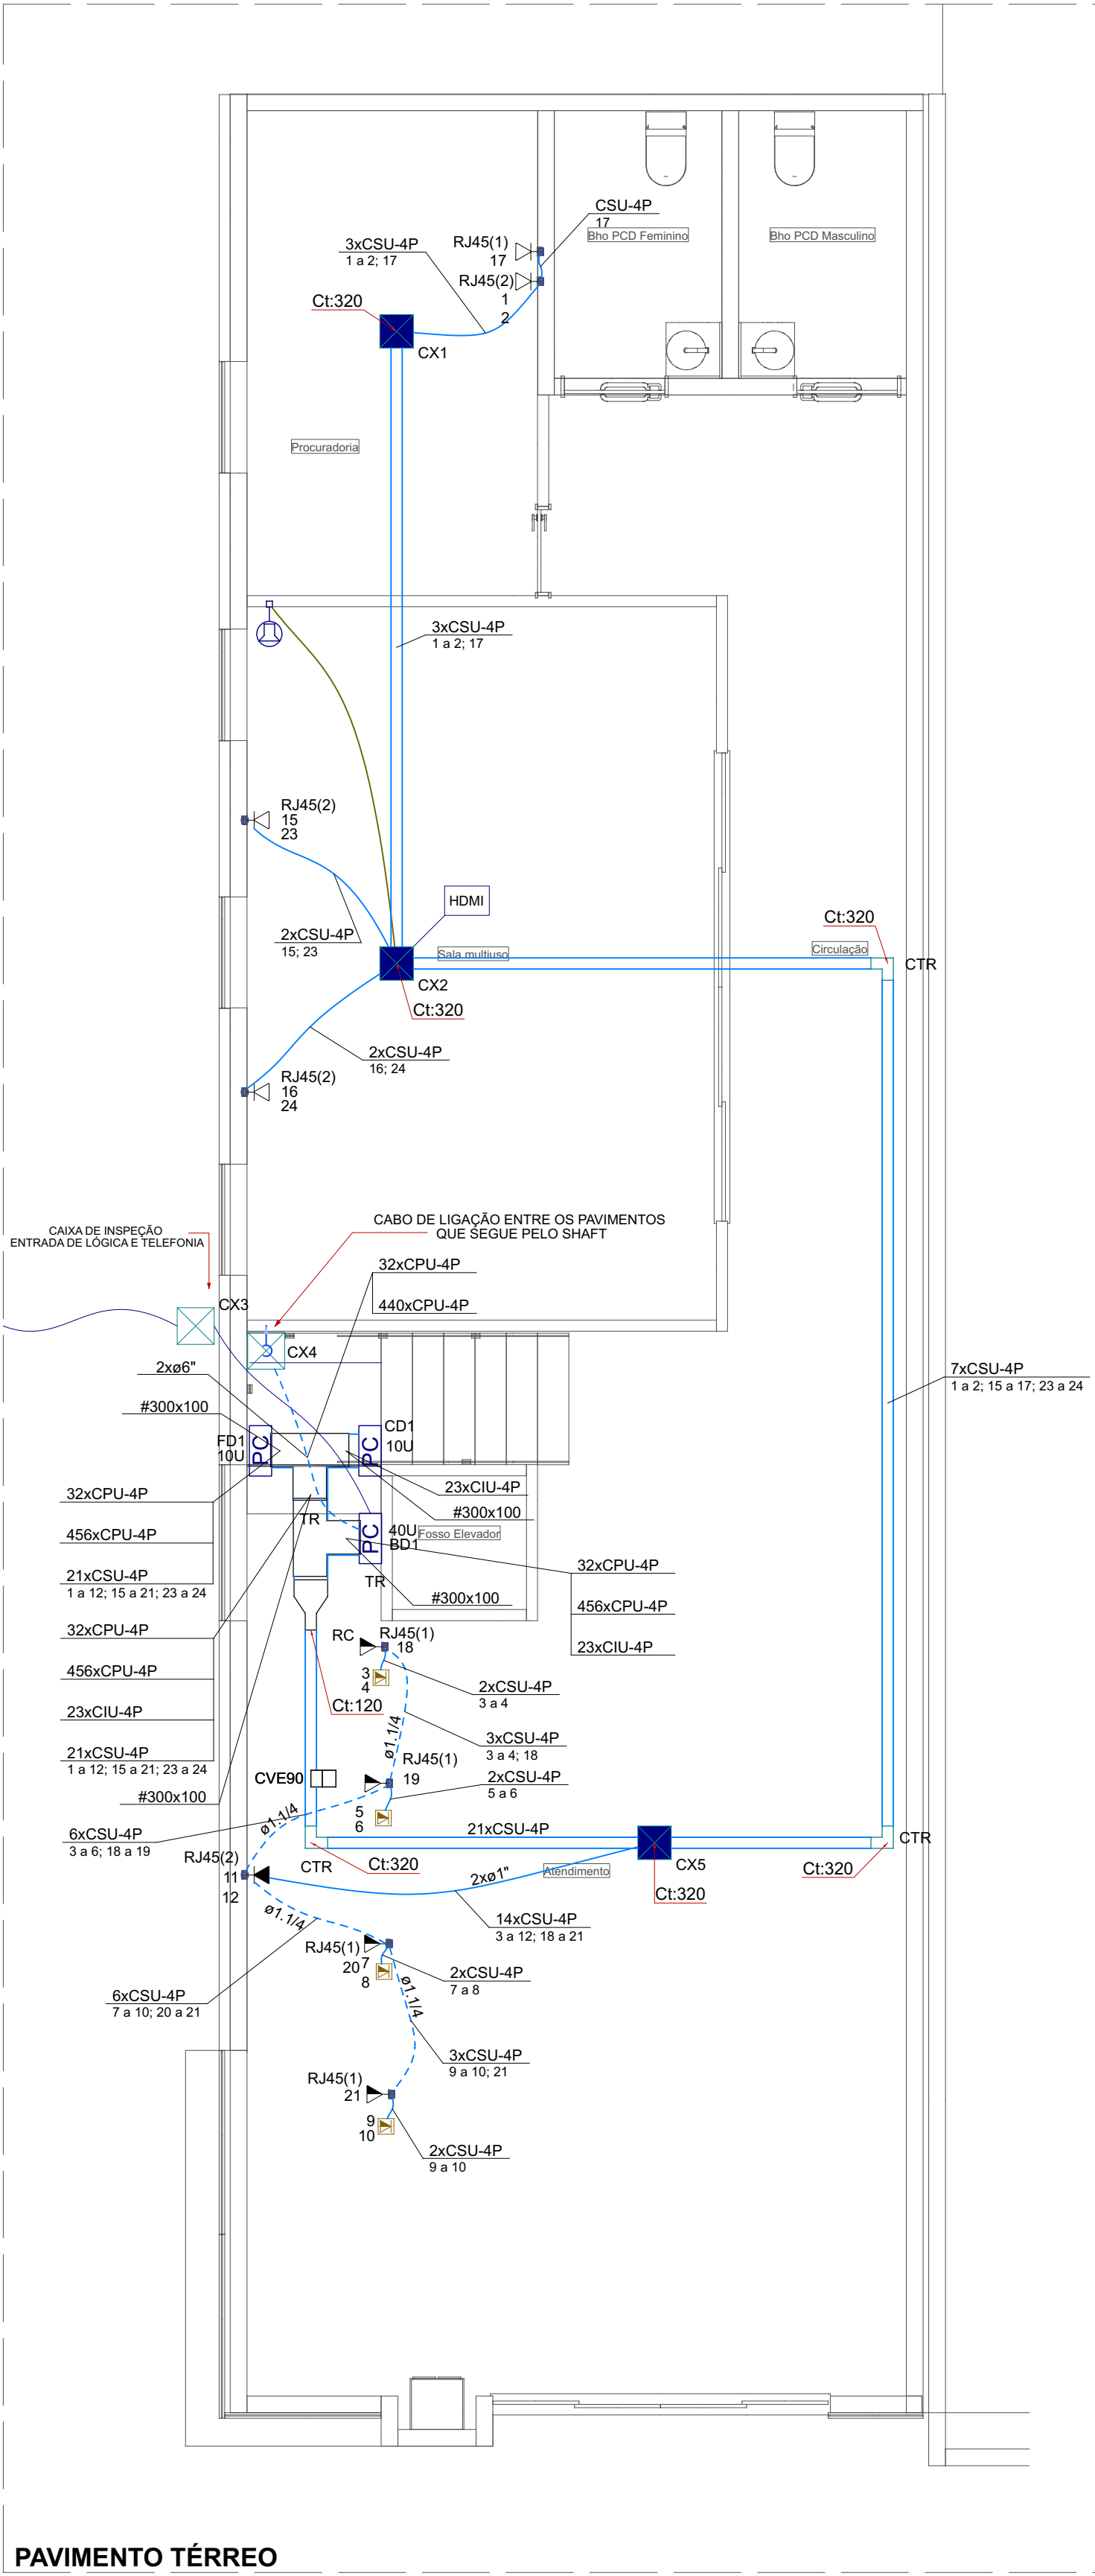 CSU-4P
17
Bho PCD Feminino
Bho PCD Masculino
RJ45(1)
17
3xCSU-4P
1 a 2; 17
RJ45(2)
1
2
Ct:320
CX1
Procuradoria
3xCSU-4P
1 a 2; 17
RJ45(2)
15
23
HDMI
2xCSU-4P
15; 23
Sala multiuso
Ct:320
Circulação
CTR
CX2
Ct:320
2xCSU-4P
16; 24
RJ45(2)
16
24
CAIXA DE INSPEÇÃO
ENTRADA DE LÓGICA E TELEFONIA
CABO DE LIGAÇÃO ENTRE OS PAVIMENTOS
QUE SEGUE PELO SHAFT
32xCPU-4P
440xCPU-4P
CX3
CX4
2xø6"
#300x100
7xCSU-4P
1 a 2; 15 a 17; 23 a 24
FD1
10U
PC
PC
CD1
10U
23xCIU-4P
#300x100
32xCPU-4P
456xCPU-4P
21xCSU-4P
1 a 12; 15 a 21; 23 a 24
TR
PC
40U
BD1
Fosso Elevador
TR
#300x100
32xCPU-4P
456xCPU-4P
23xCIU-4P
32xCPU-4P
456xCPU-4P
23xCIU-4P
21xCSU-4P
1 a 12; 15 a 21; 23 a 24
#300x100
RC
RJ45(1)
18
3
4
2xCSU-4P
3 a 4
Ct:120
ø1.1/4
3xCSU-4P
3 a 4; 18
RJ45(1)
19
CVE90
2xCSU-4P
5 a 6
5
6
ø1.1/4
6xCSU-4P
3 a 6; 18 a 19
21xCSU-4P
CTR
Ct:320
CX5
CTR
Ct:320
Ct:320
RJ45(2)
11
12
2xø1"
Atendimento
14xCSU-4P
3 a 12; 18 a 21
ø1.1/4
RJ45(1)
20
7
8
2xCSU-4P
7 a 8
6xCSU-4P
7 a 10; 20 a 21
ø1.1/4
3xCSU-4P
9 a 10; 21
RJ45(1)
21
9
10
2xCSU-4P
9 a 10
PAVIMENTO TÉRREO